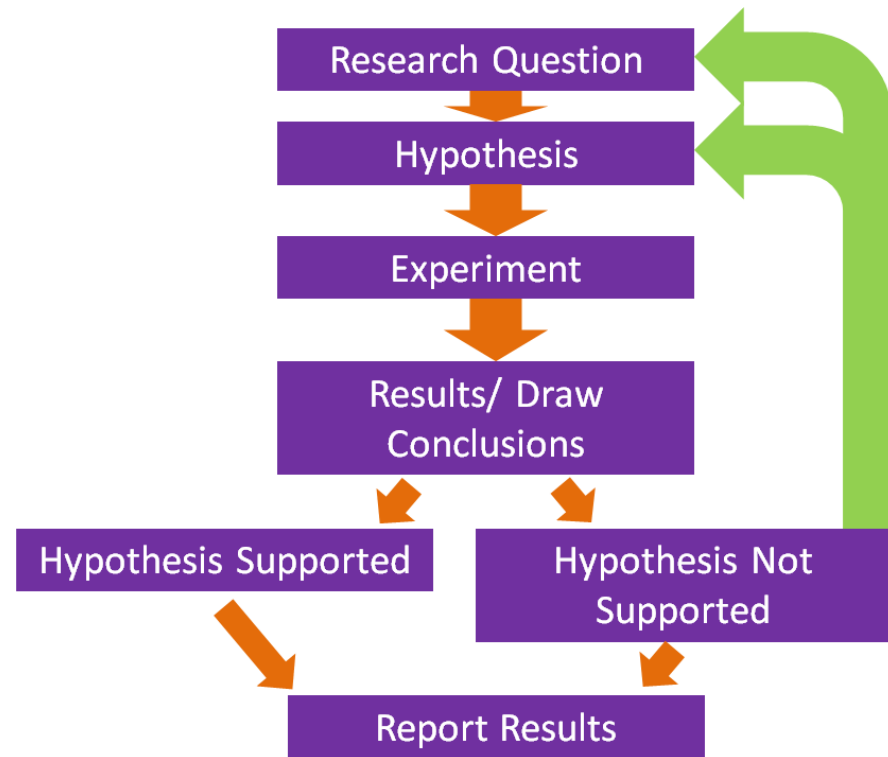 Research Question
Hypothesis
Experiment
Results/ Draw
Conclusions
Hypothesis Supported
Hypothesis Not
Supported
Report Results